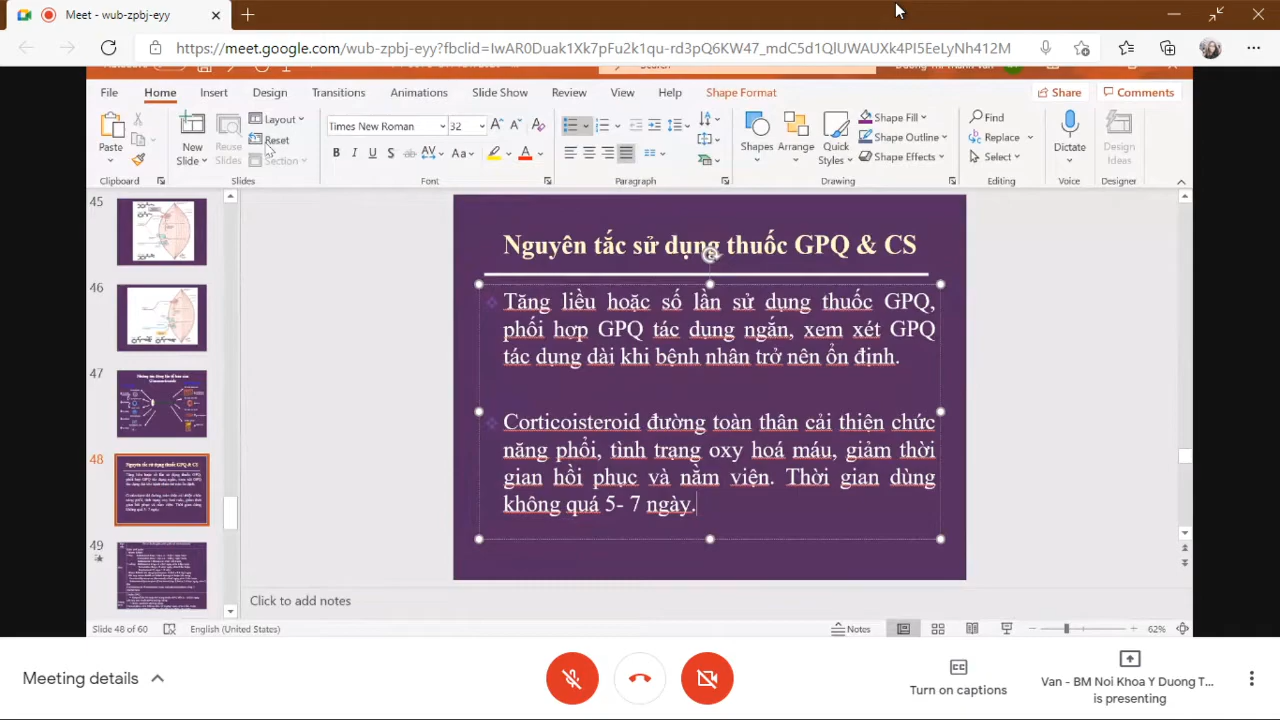 Meet - wub-zpbj-eyy
https://meet.google.com/wub-zpbj-eyy?fbclid=IwAR0Duak1Xk7pFu2k1qu-rd3pQ6KW47_mdC5d1QlUWAUXk4PI5EeLyNh412M
File Home Insert Design Transitions Animations Slide Show Review View Help Shape Format Share Comments
Paste New Slide Reuse Slides Layout Reset Section
Times New Roman 32
Shapes Arrange Quick Styles Shape Fill Shape Outline Shape Effects
Find Replace Select Dictate Design Ideas
Clipboard Slides Font Paragraph Drawing Editing Voice Designer
45
46
47
48
49
Nguyên tắc sử dụng thuốc GPQ & CS
Tăng liều hoặc số lần sử dụng thuốc GPQ,
phối hợp GPQ tác dụng ngắn, xem xét GPQ
tác dụng dài khi bệnh nhân trở nên ổn định.
Corticoisteroid đường toàn thân cải thiện chức
năng phổi, tình trạng oxy hoá máu, giảm thời
gian hồi phục và nằm viện. Thời gian dùng
không quá 5- 7 ngày.
Click to add notes
Slide 48 of 60 English (United States) Notes 62%
Meeting details
Turn on captions
Van - BM Noi Khoa Y Duong T...
is presenting